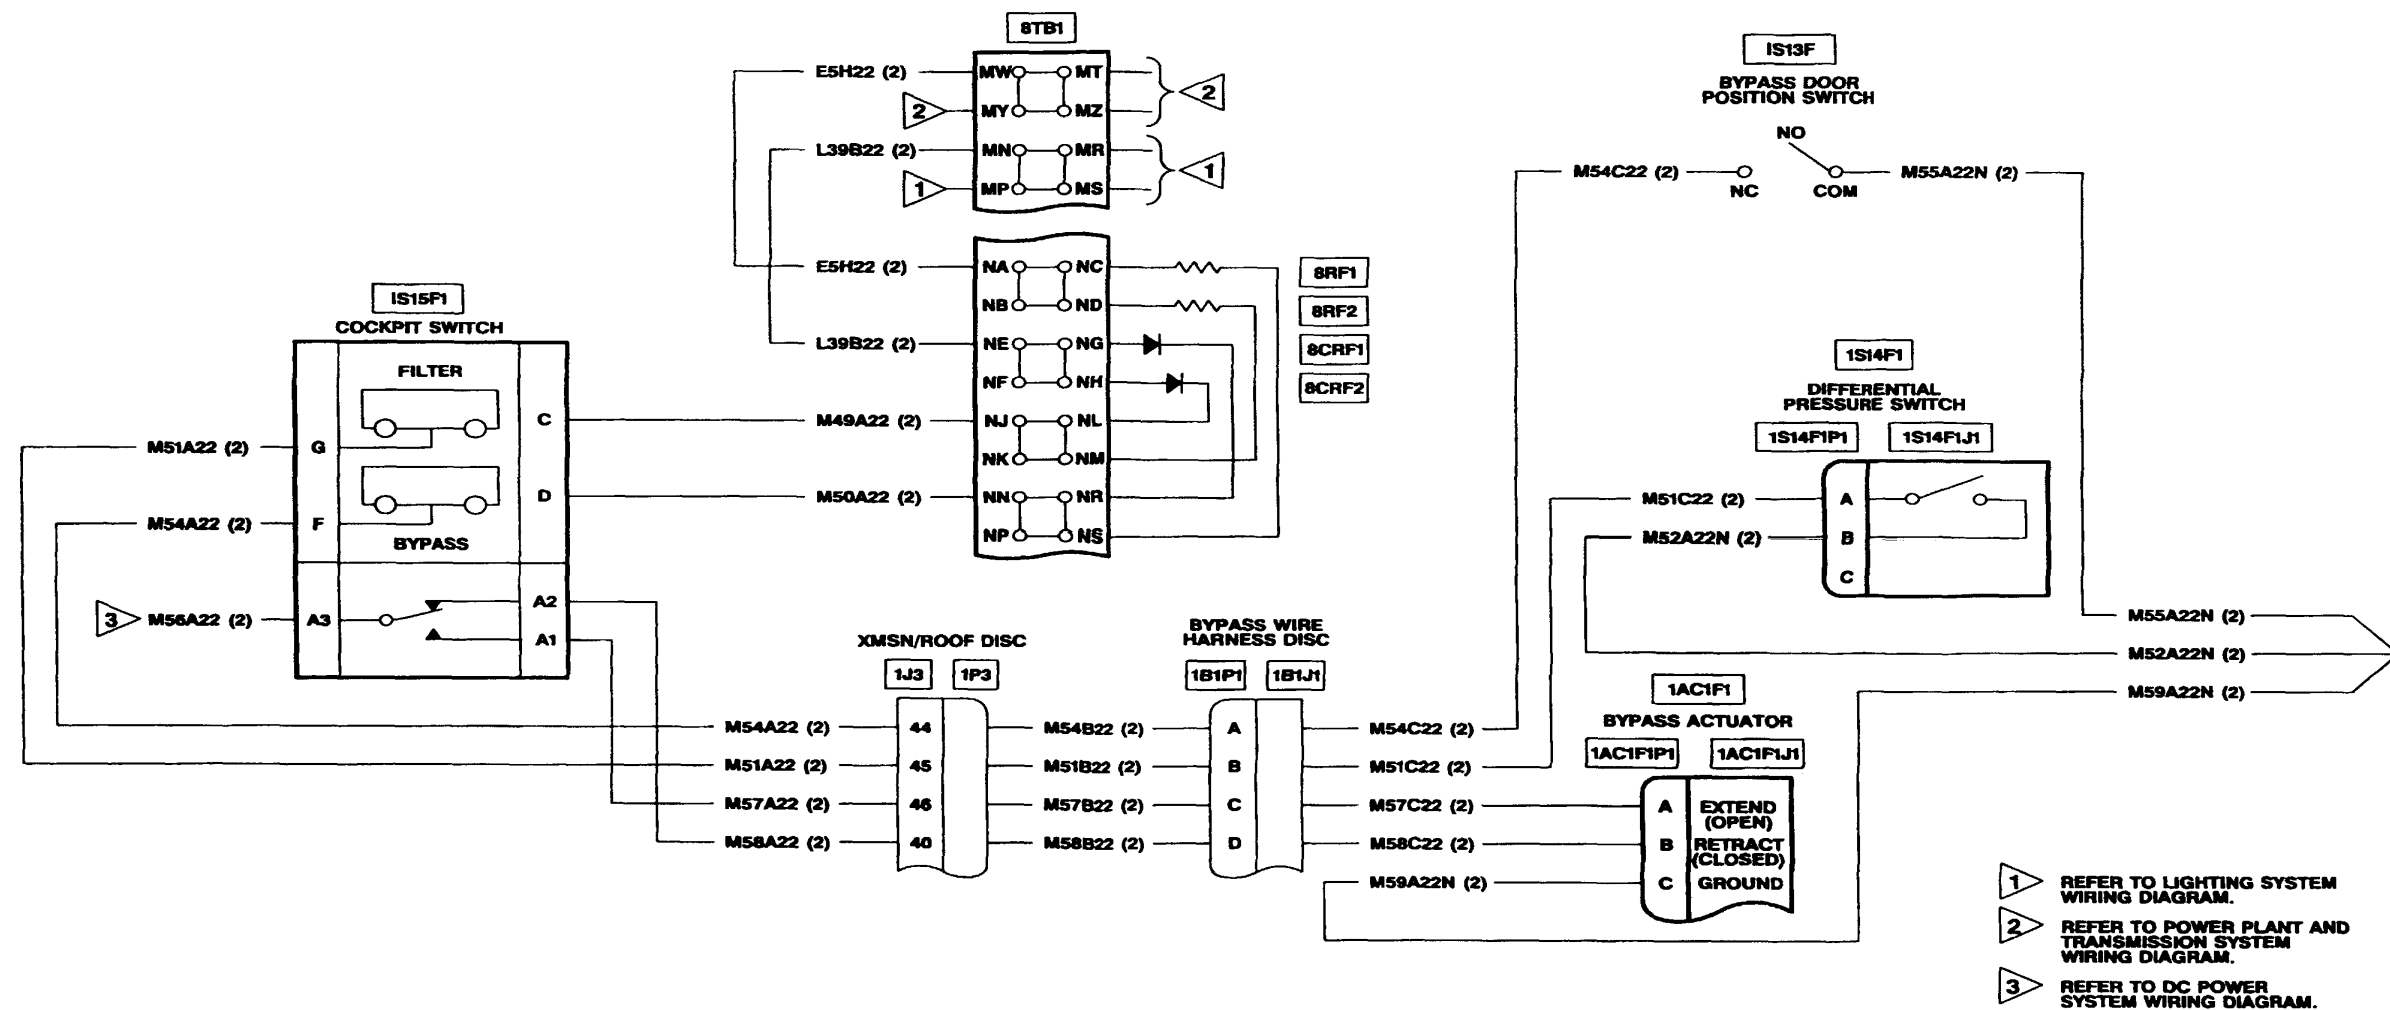 8TB1
E5H22 (2)
MW
MT
2
MY
MZ
2
L39B22 (2)
MN
MR
1
MP
MS
1
E5H22 (2)
NA
NC
8RF1
NB
ND
8RF2
L39B22 (2)
NE
NG
8CRF1
NF
NH
8CRF2
M49A22 (2)
NJ
NL
NK
NM
M50A22 (2)
NN
NR
NP
NS
IS15F1
COCKPIT SWITCH
FILTER
C
M51A22 (2)
G
D
M54A22 (2)
F
BYPASS
A2
3
M56A22 (2)
A3
A1
IS13F
BYPASS DOOR
POSITION SWITCH
NO
M54C22 (2)
NC
COM
M55A22N (2)
1S14F1
DIFFERENTIAL
PRESSURE SWITCH
1S14F1P1
1S14F1J1
M51C22 (2)
A
M52A22N (2)
B
C
M55A22N (2)
M52A22N (2)
M59A22N (2)
XMSN/ROOF DISC
1J3
1P3
BYPASS WIRE
HARNESS DISC
1B1P1
1B1J1
M54A22 (2)
44
M54B22 (2)
A
M54C22 (2)
M51A22 (2)
45
M51B22 (2)
B
M51C22 (2)
M57A22 (2)
46
M57B22 (2)
C
M57C22 (2)
M58A22 (2)
40
M58B22 (2)
D
M58C22 (2)
M59A22N (2)
1AC1F1
BYPASS ACTUATOR
1AC1F1P1
1AC1F1J1
A
EXTEND
(OPEN)
B
RETRACT
(CLOSED)
C
GROUND
1
REFER TO LIGHTING SYSTEM
WIRING DIAGRAM.
2
REFER TO POWER PLANT AND
TRANSMISSION SYSTEM
WIRING DIAGRAM.
3
REFER TO DC POWER
SYSTEM WIRING DIAGRAM.